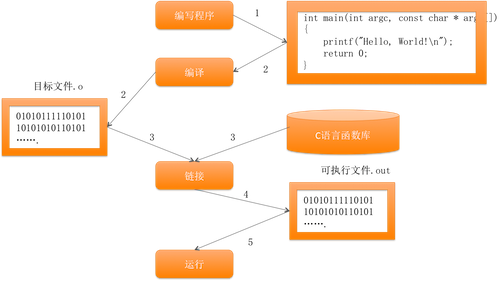 编写程序
1
int main(int argc, const char * argv[])
{
printf("Hello, World!\n");
return 0;
}
编译
2
2
目标文件.o
01010111110101
10101010110101
…….
3
3
C语言函数库
链接
可执行文件.out
4
01010111110101
10101010110101
…….
5
运行